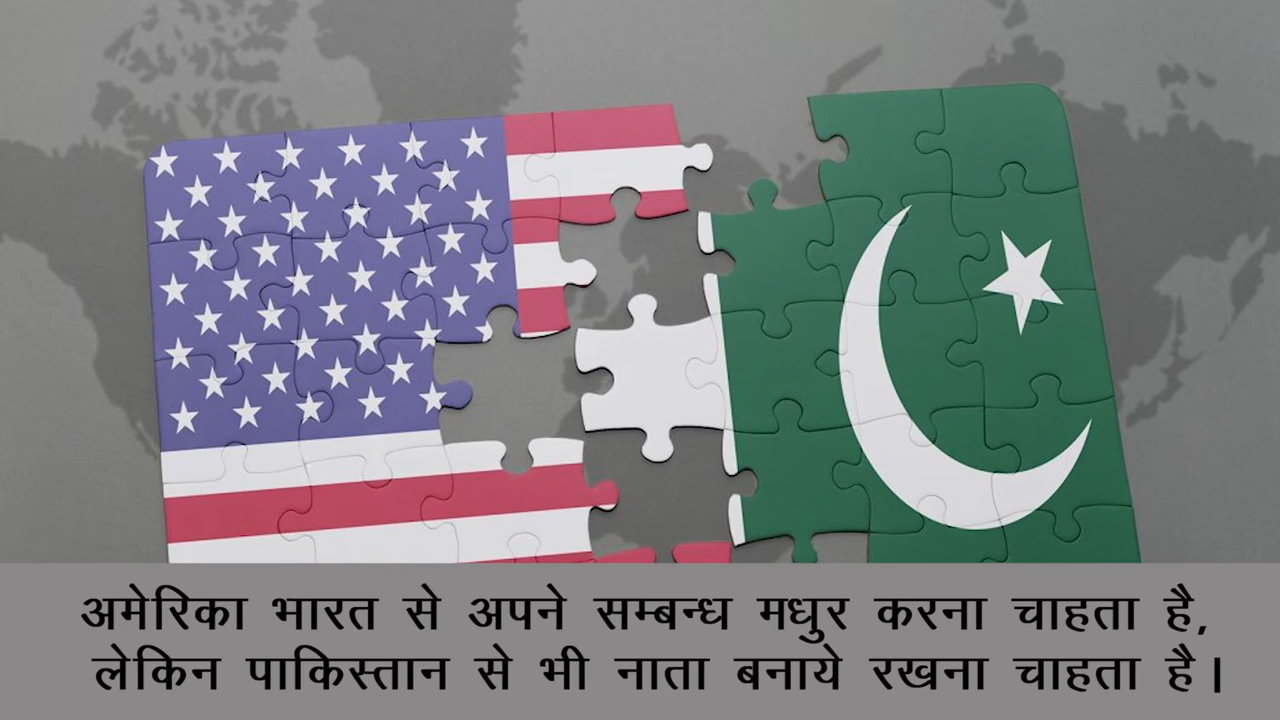 अमेरिका भारत से अपने सम्बन्ध मधुर करना चाहता है,
लेकिन पाकिस्तान से भी नाता बनाये रखना चाहता है।